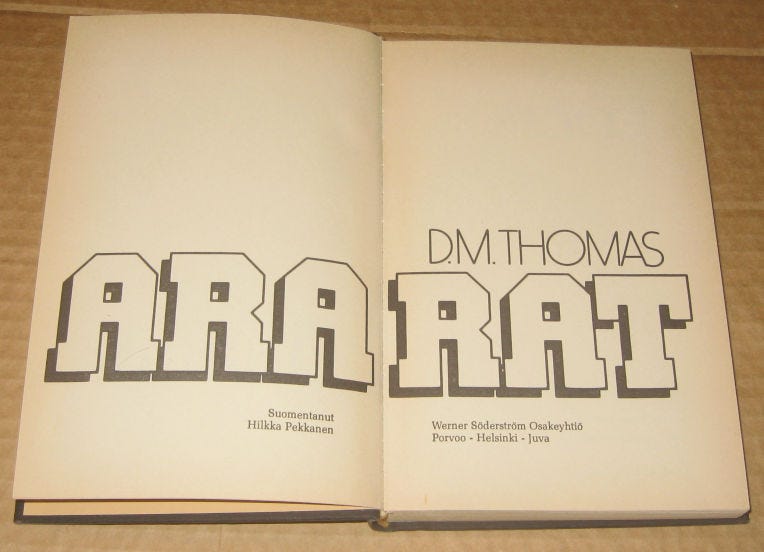 D.M. THOMAS
ARARAT
Suomentanut
Hilkka Pekkanen
Werner Söderström Osakeyhtiö
Porvoo - Helsinki - Juva